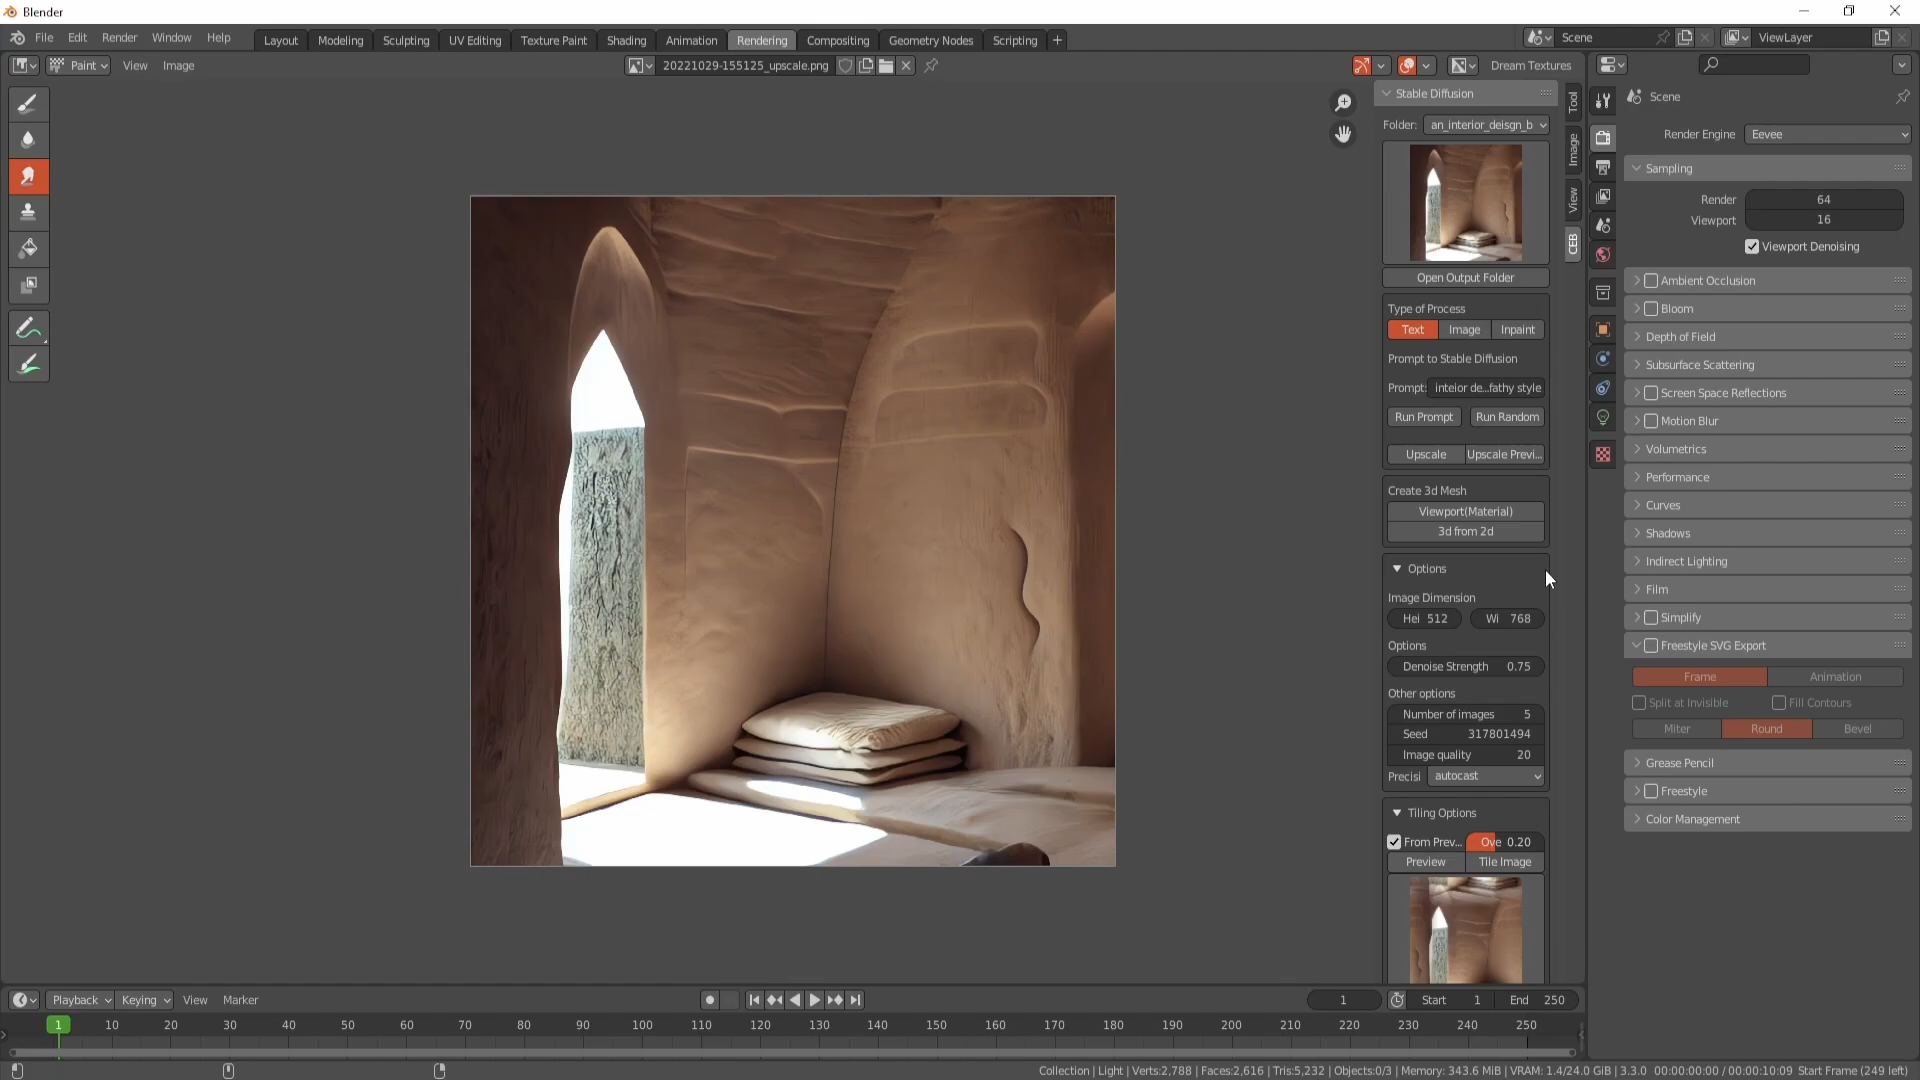 Blender
File Edit Render Window Help
Layout Modeling Sculpting UV Editing Texture Paint Shading Animation Rendering Compositing Geometry Nodes Scripting +
Scene
ViewLayer
Paint View Image
20221029-155125_upscale.png
Dream Textures
Stable Diffusion
Folder: an_interior_deisgn_b
Open Output Folder
Type of Process
Text Image Inpaint
Prompt to Stable Diffusion
Prompt: inteior de...fathy style
Run Prompt Run Random
Upscale Upscale Previ...
Create 3d Mesh
Viewport(Material)
3d from 2d
Options
Image Dimension
Hei 512 Wi 768
Options
Denoise Strength 0.75
Other options
Number of images 5
Seed 317801494
Image quality 20
Precisi autocast
Tiling Options
From Prev... Ove 0.20
Preview Tile Image
Tool
Image
View
CEB
Scene
Render Engine Eevee
Sampling
Render 64
Viewport 16
Viewport Denoising
Ambient Occlusion
Bloom
Depth of Field
Subsurface Scattering
Screen Space Reflections
Motion Blur
Volumetrics
Performance
Curves
Shadows
Indirect Lighting
Film
Simplify
Freestyle SVG Export
Frame Animation
Split at Invisible Fill Contours
Miter Round Bevel
Grease Pencil
Freestyle
Color Management
Playback Keying View Marker
1 Start 1 End 250
1 10 20 30 40 50 60 70 80 90 100 110 120 130 140 150 160 170 180 190 200 210 220 230 240 250
Collection | Light | Verts:2,788 | Faces:2,616 | Tris:5,232 | Objects:0/3 | Memory: 343.6 MiB | VRAM: 1.4/24.0 GiB | 3.3.0 00:00:00:00 / 00:00:10:09 Start Frame (249 left)